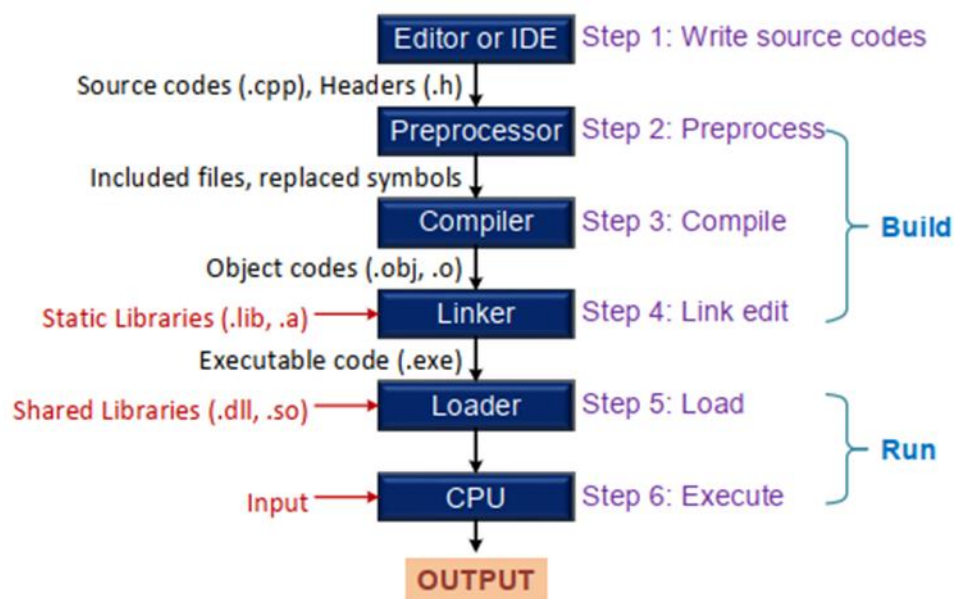 Editor or IDE Step 1: Write source codes
Source codes (.cpp), Headers (.h)
Preprocessor Step 2: Preprocess
Included files, replaced symbols
Compiler Step 3: Compile
Build
Object codes (.obj, .o)
Static Libraries (.lib, .a) Linker Step 4: Link edit
Executable code (.exe)
Shared Libraries (.dll, .so) Loader Step 5: Load
Run
Input CPU Step 6: Execute
OUTPUT